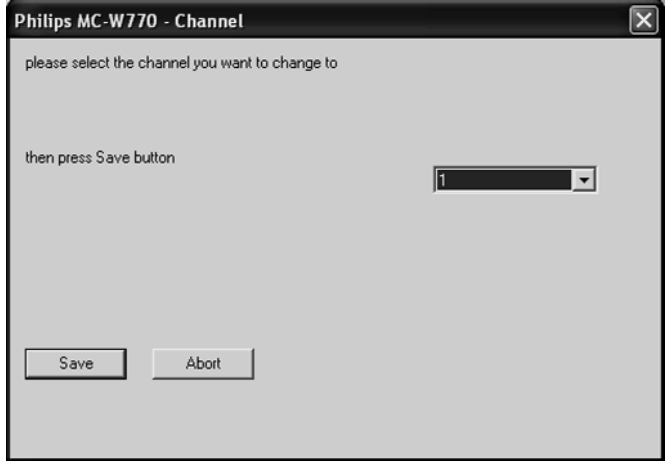 Philips MC-W770 - Channel
please select the channel you want to change to
then press Save button
1
Save
Abort